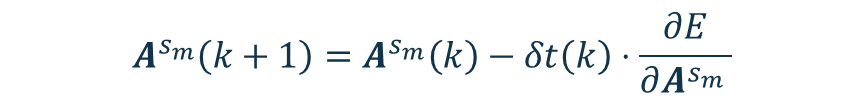 𝑨^{𝑠_𝑚}(𝑘 + 1) = 𝑨^{𝑠_𝑚}(𝑘) − 𝛿𝑡(𝑘) · ∂𝐸/∂𝑨^{𝑠_𝑚}